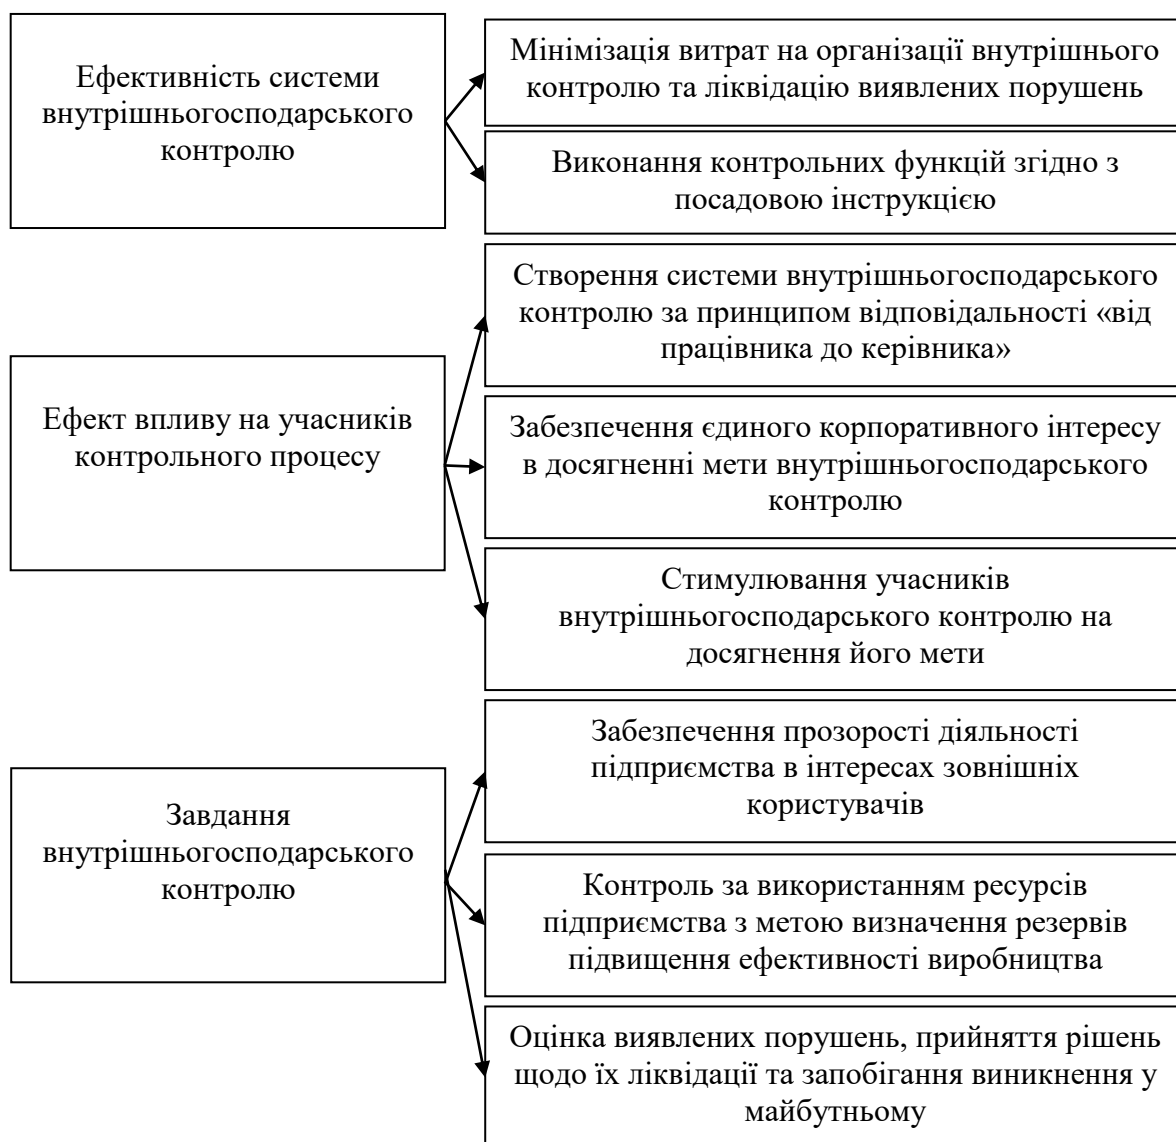 Ефективність системи
внутрішньогосподарського
контролю
Мінімізація витрат на організації внутрішнього
контролю та ліквідацію виявлених порушень
Виконання контрольних функцій згідно з
посадовою інструкцією
Ефект впливу на учасників
контрольного процесу
Створення системи внутрішньогосподарського
контролю за принципом відповідальності «від
працівника до керівника»
Забезпечення єдиного корпоративного інтересу
в досягненні мети внутрішньогосподарського
контролю
Стимулювання учасників
внутрішньогосподарського контролю на
досягнення його мети
Завдання
внутрішньогосподарського
контролю
Забезпечення прозорості діяльності
підприємства в інтересах зовнішніх
користувачів
Контроль за використанням ресурсів
підприємства з метою визначення резервів
підвищення ефективності виробництва
Оцінка виявлених порушень, прийняття рішень
щодо їх ліквідації та запобігання виникнення у
майбутньому